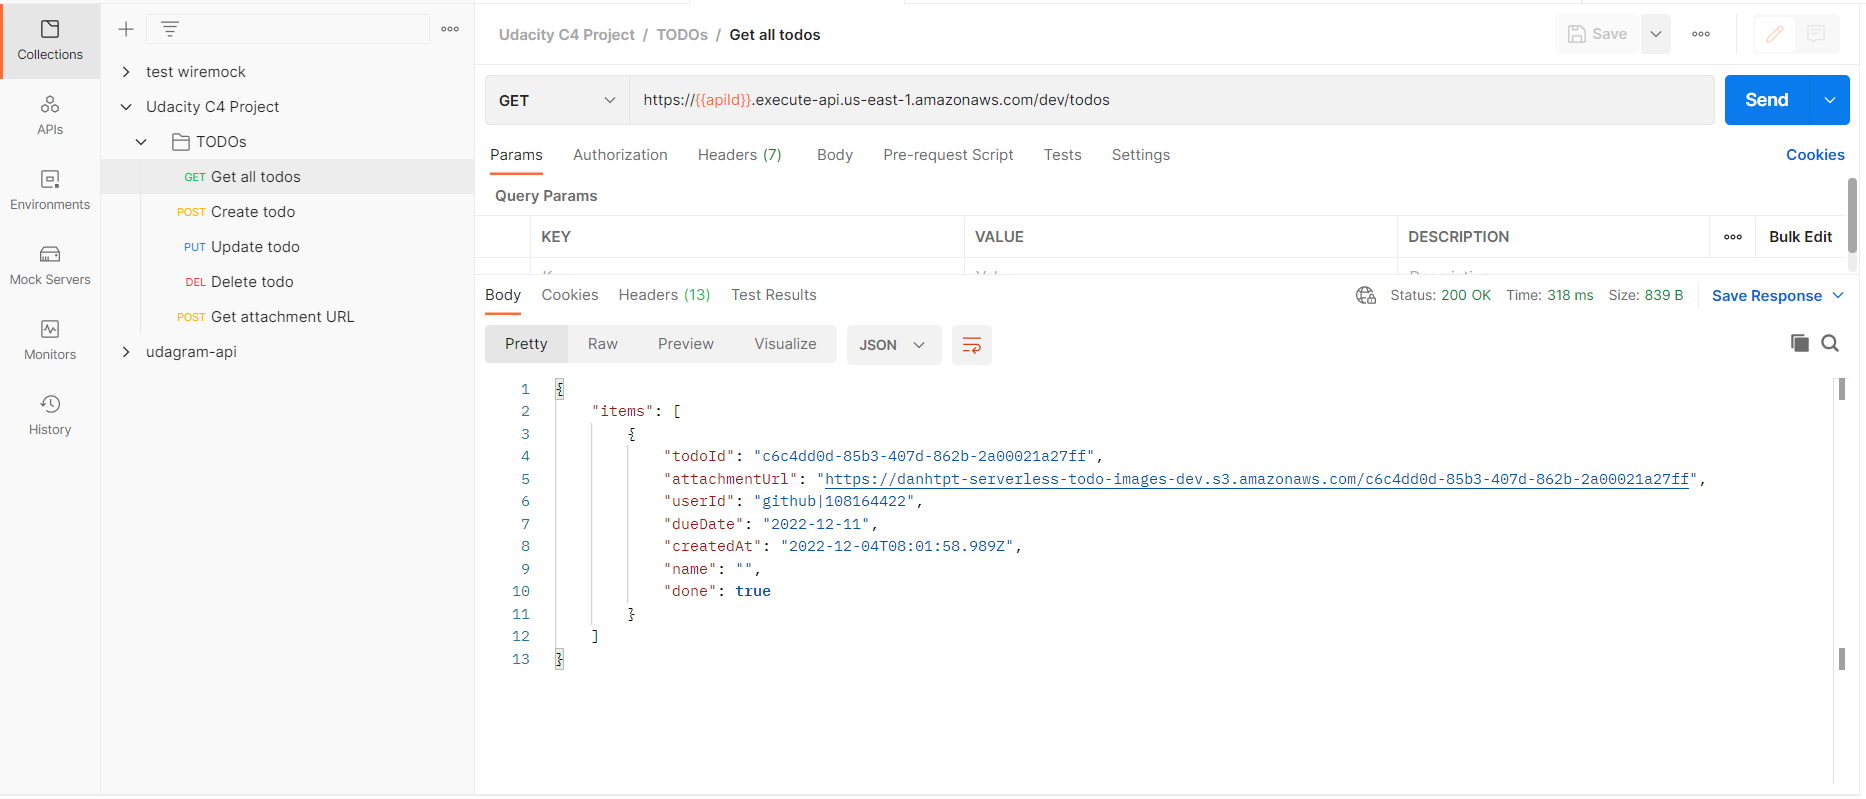 Collections
APIs
Environments
Mock Servers
Monitors
History
test wiremock
Udacity C4 Project
TODOs
GET Get all todos
POST Create todo
PUT Update todo
DEL Delete todo
POST Get attachment URL
udagram-api
Udacity C4 Project / TODOs / Get all todos
Save
GET https://{{apiId}}.execute-api.us-east-1.amazonaws.com/dev/todos
Send
Params Authorization Headers (7) Body Pre-request Script Tests Settings Cookies
Query Params
KEY VALUE DESCRIPTION Bulk Edit
Key Value Description
Body Cookies Headers (13) Test Results Status: 200 OK Time: 318 ms Size: 839 B Save Response
Pretty Raw Preview Visualize JSON
1 {
2 "items": [
3 {
4 "todoId": "c6c4dd0d-85b3-407d-862b-2a00021a27ff",
5 "attachmentUrl": "https://danhtpt-serverless-todo-images-dev.s3.amazonaws.com/c6c4dd0d-85b3-407d-862b-2a00021a27ff",
6 "userId": "github|108164422",
7 "dueDate": "2022-12-11",
8 "createdAt": "2022-12-04T08:01:58.989Z",
9 "name": "",
10 "done": true
11 }
12 ]
13 }